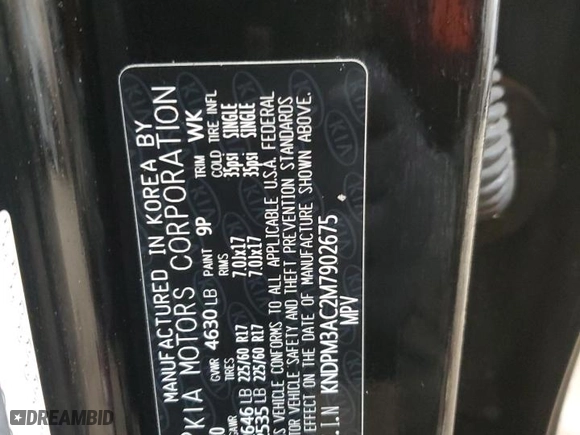 MANUFACTURED IN KOREA BY
KIA MOTORS CORPORATION
GVWR 4630 LB PAINT 9P TRIM WK
TIRES RIMS COLD TIRE INFL
GAWR
646 LB 225/60 R17 7.0Jx17 35psi SINGLE
2535 LB 225/60 R17 7.0Jx17 35psi SINGLE
VEHICLE CONFORMS TO ALL APPLICABLE U.S.A. FEDERAL
VEHICLE SAFETY AND THEFT PREVENTION STANDARDS
EFFECT ON THE DATE OF MANUFACTURE SHOWN ABOVE.
KNDPM3AC2M7902675
MPV
KIA
DREAMBID